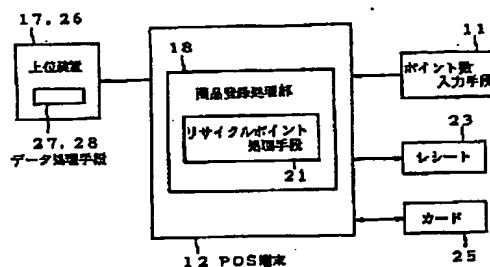 17.26
上位装置
27.28
データ処理手段
18
商品登録処理部
リサイクルポイント
処理手段
21
12 POS端末
11
ポイント数
入力手段
23
レシート
カード
25